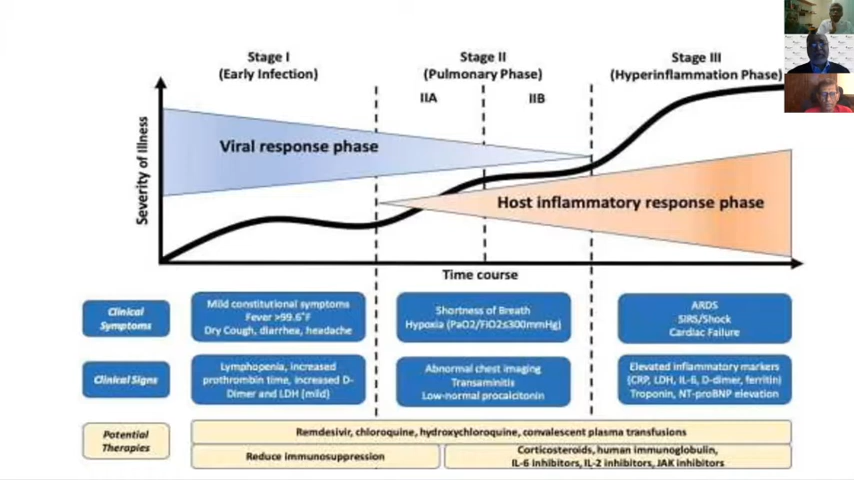 Stage I
(Early Infection)
Stage II
(Pulmonary Phase)
Stage III
(Hyperinflammation Phase)
IIA
IIB
Viral response phase
Host inflammatory response phase
Severity of Illness
Time course
Clinical
Symptoms
Mild constitutional symptoms
Fever >99.6°F
Dry Cough, diarrhea, headache
Shortness of Breath
Hypoxia (PaO2/FiO2≤300mmHg)
ARDS
SIRS/Shock
Cardiac Failure
Clinical Signs
Lymphopenia, increased
prothrombin time, increased D-
Dimer and LDH (mild)
Abnormal chest imaging
Transaminitis
Low-normal procalcitonin
Elevated inflammatory markers
(CRP, LDH, IL-6, D-dimer, ferritin)
Troponin, NT-proBNP elevation
Potential
Therapies
Remdesivir, chloroquine, hydroxychloroquine, convalescent plasma transfusions
Reduce immunosuppression
Corticosteroids, human immunoglobulin,
IL-6 inhibitors, IL-2 inhibitors, JAK inhibitors